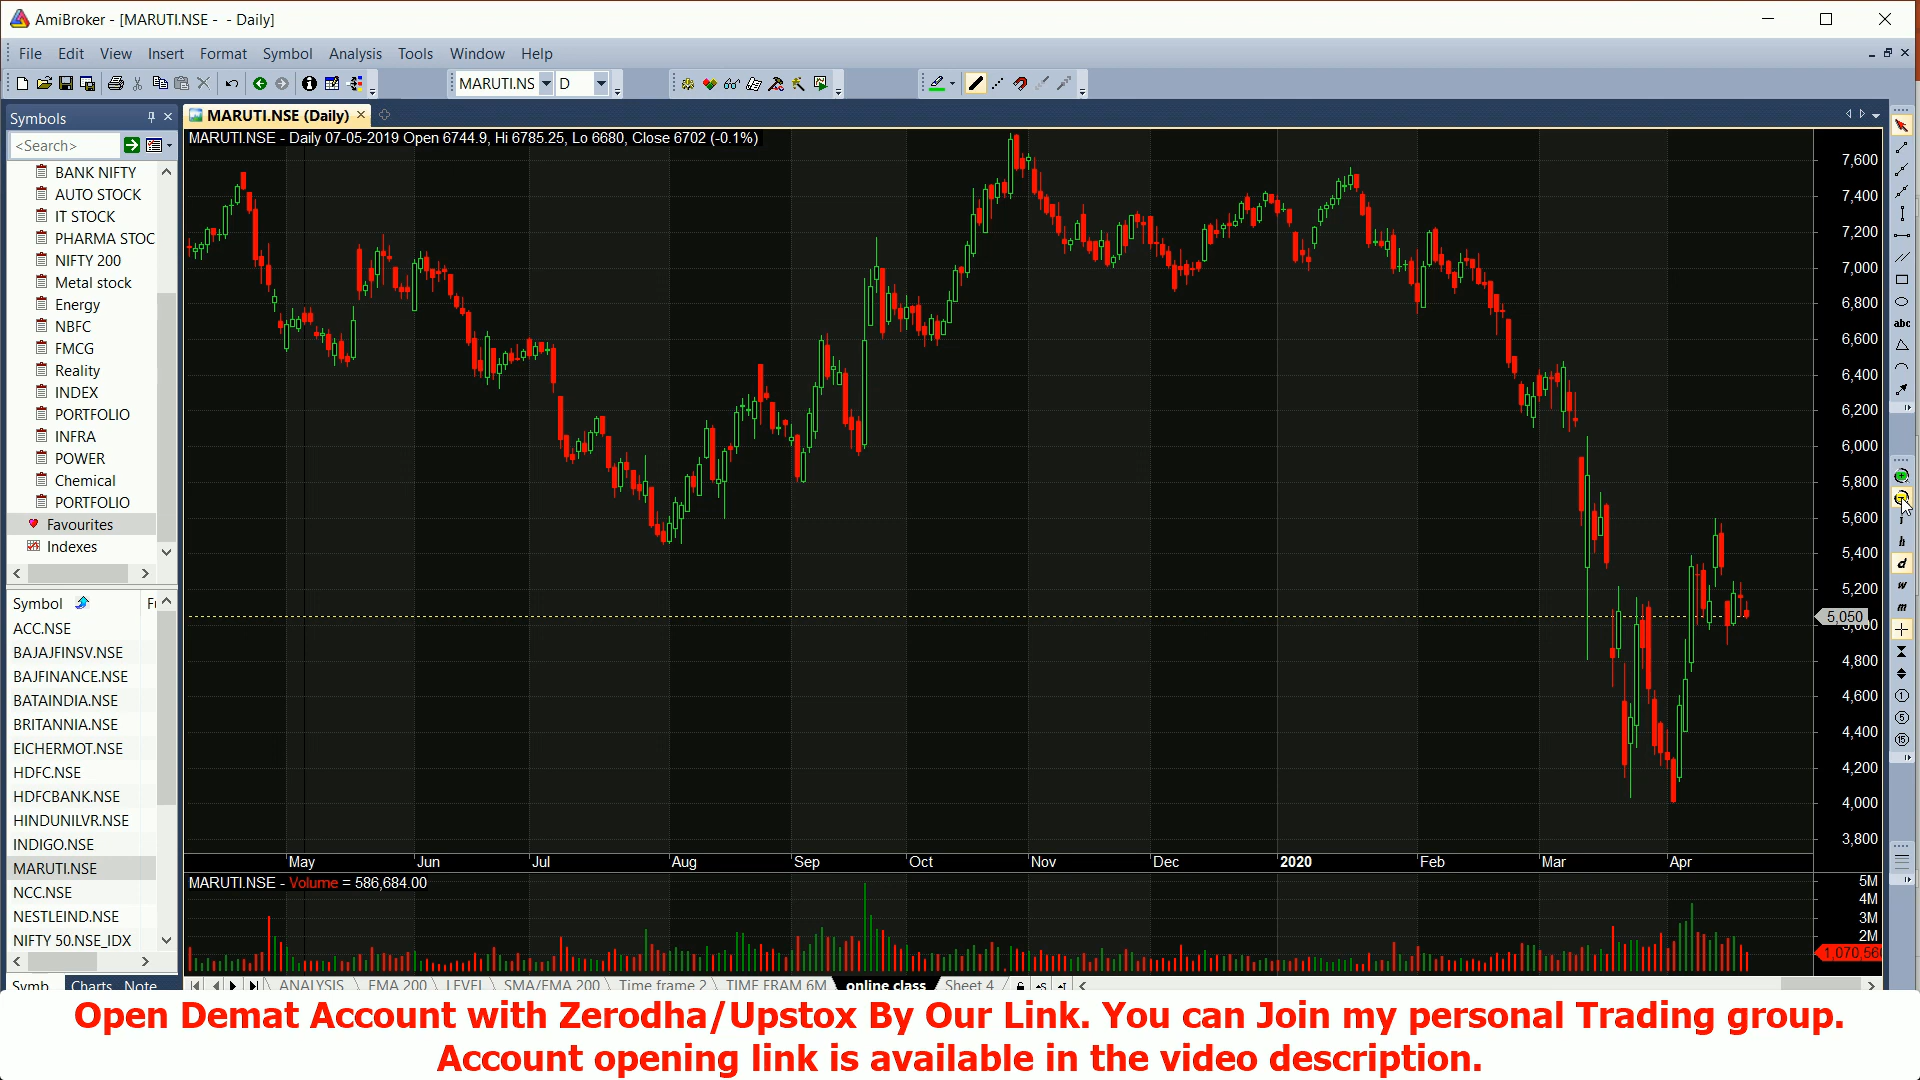 AmiBroker - [MARUTI.NSE - - Daily]
File Edit View Insert Format Symbol Analysis Tools Window Help
MARUTI.NS D
Symbols
<Search>
BANK NIFTY
AUTO STOCK
IT STOCK
PHARMA STOC
NIFTY 200
Metal stock
Energy
NBFC
FMCG
Reality
INDEX
PORTFOLIO
INFRA
POWER
Chemical
PORTFOLIO
Favourites
Indexes
Symbol
ACC.NSE
BAJAJFINSV.NSE
BAJFINANCE.NSE
BATAINDIA.NSE
BRITANNIA.NSE
EICHERMOT.NSE
HDFC.NSE
HDFCBANK.NSE
HINDUNILVR.NSE
INDIGO.NSE
MARUTI.NSE
NCC.NSE
NESTLEIND.NSE
NIFTY 50.NSE_IDX
Symb Charts Note
MARUTI.NSE (Daily)
MARUTI.NSE - Daily 07-05-2019 Open 6744.9, Hi 6785.25, Lo 6680, Close 6702 (-0.1%)
7,600
7,400
7,200
7,000
6,800
6,600
6,400
6,200
6,000
5,800
5,600
5,400
5,200
5,050
5,000
4,800
4,600
4,400
4,200
4,000
3,800
May Jun Jul Aug Sep Oct Nov Dec 2020 Feb Mar Apr
MARUTI.NSE - Volume = 586,684.00
5M
4M
3M
2M
1,070,560
ANALYSIS EMA 200 LEVEL SMA/EMA 200 Time frame 2 TIME FRAM 6M online class Sheet 4
abc
h
d
w
m
1
5
15
Open Demat Account with Zerodha/Upstox By Our Link. You can Join my personal Trading group.
Account opening link is available in the video description.